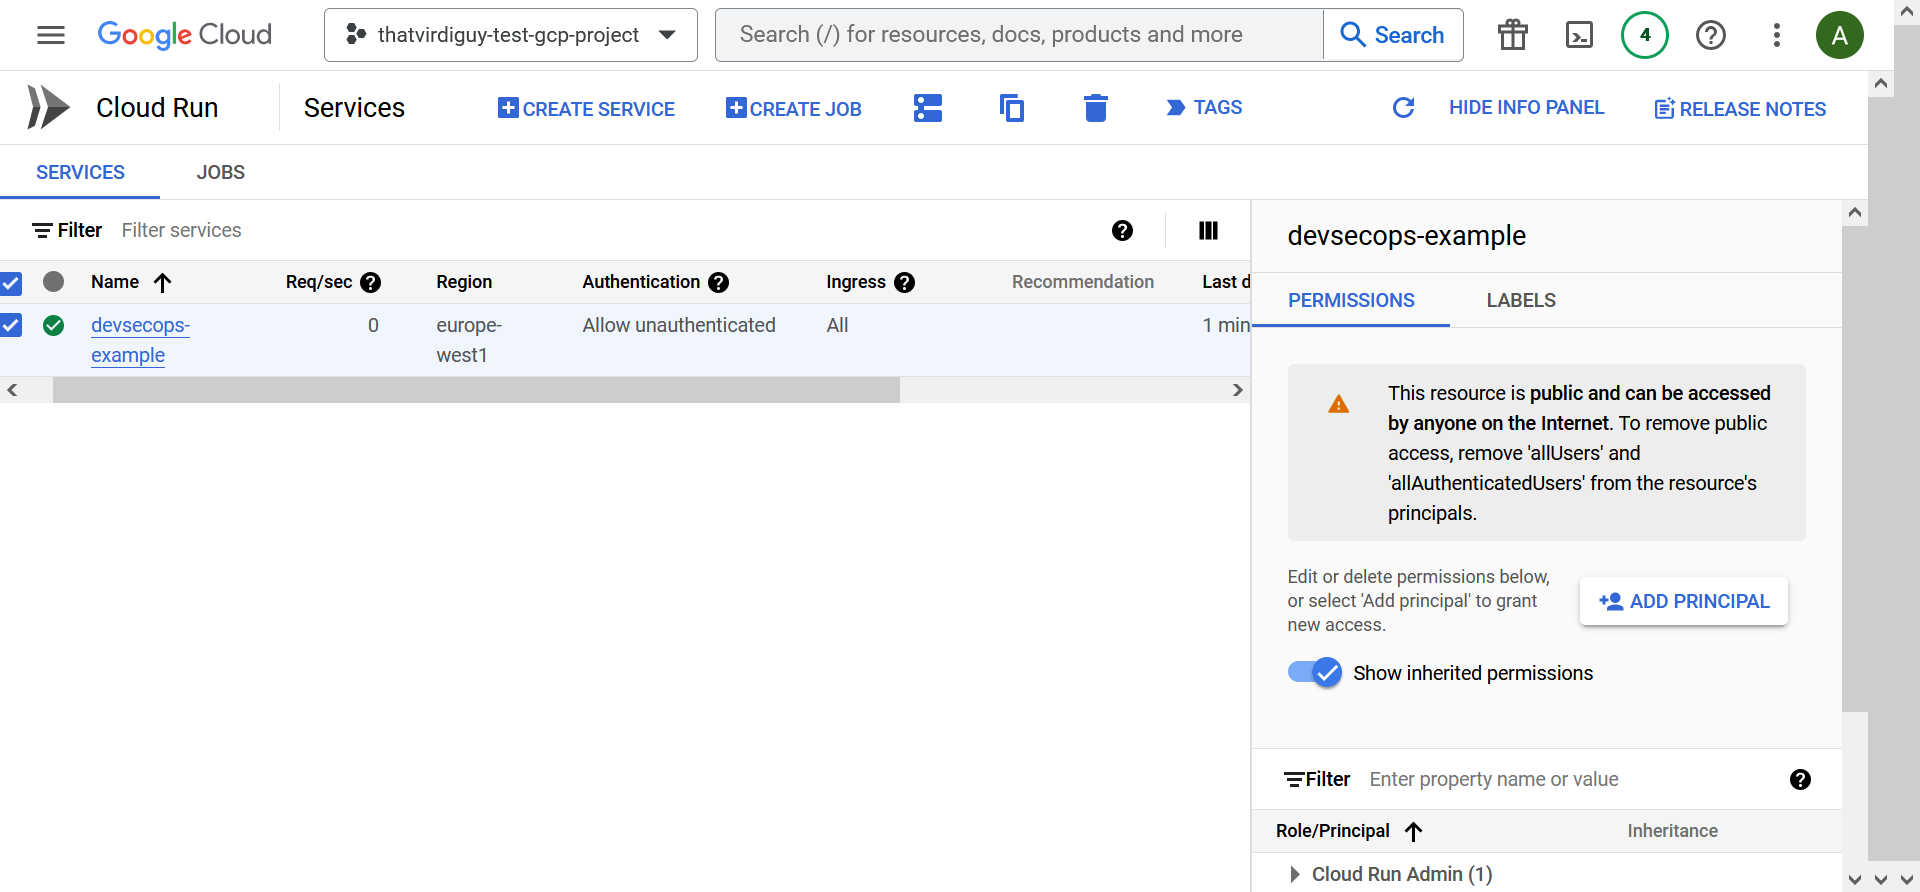 Google Cloud
thatvirdiguy-test-gcp-project
Search (/) for resources, docs, products and more
Search
4
A
Cloud Run
Services
CREATE SERVICE
CREATE JOB
TAGS
HIDE INFO PANEL
RELEASE NOTES
SERVICES
JOBS
Filter Filter services
Name Req/sec Region Authentication Ingress Recommendation Last d
devsecops-
example
0
europe-
west1
Allow unauthenticated
All
1 min
devsecops-example
PERMISSIONS
LABELS
This resource is public and can be accessed
by anyone on the Internet. To remove public
access, remove 'allUsers' and
'allAuthenticatedUsers' from the resource's
principals.
Edit or delete permissions below,
or select 'Add principal' to grant
new access.
ADD PRINCIPAL
Show inherited permissions
Filter Enter property name or value
Role/Principal Inheritance
Cloud Run Admin (1)